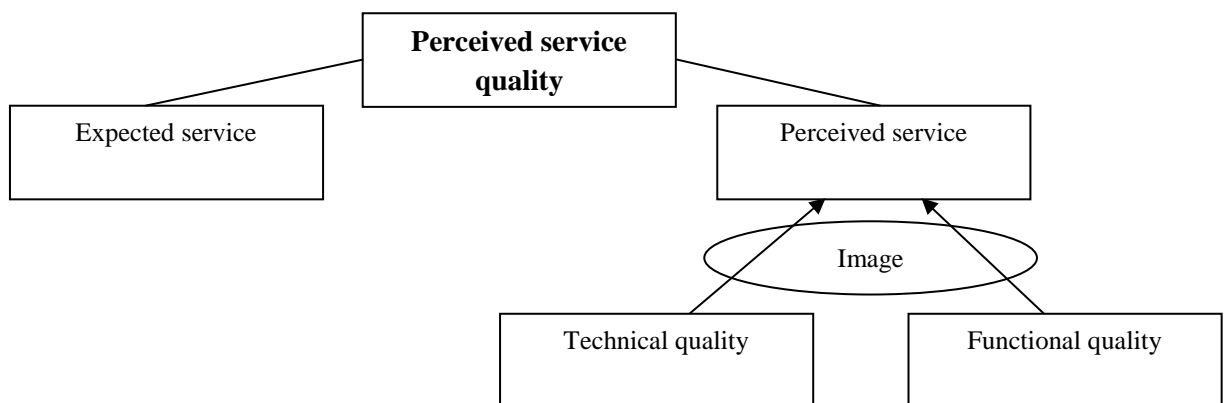 Perceived service
quality
Expected service
Perceived service
Image
Technical quality
Functional quality